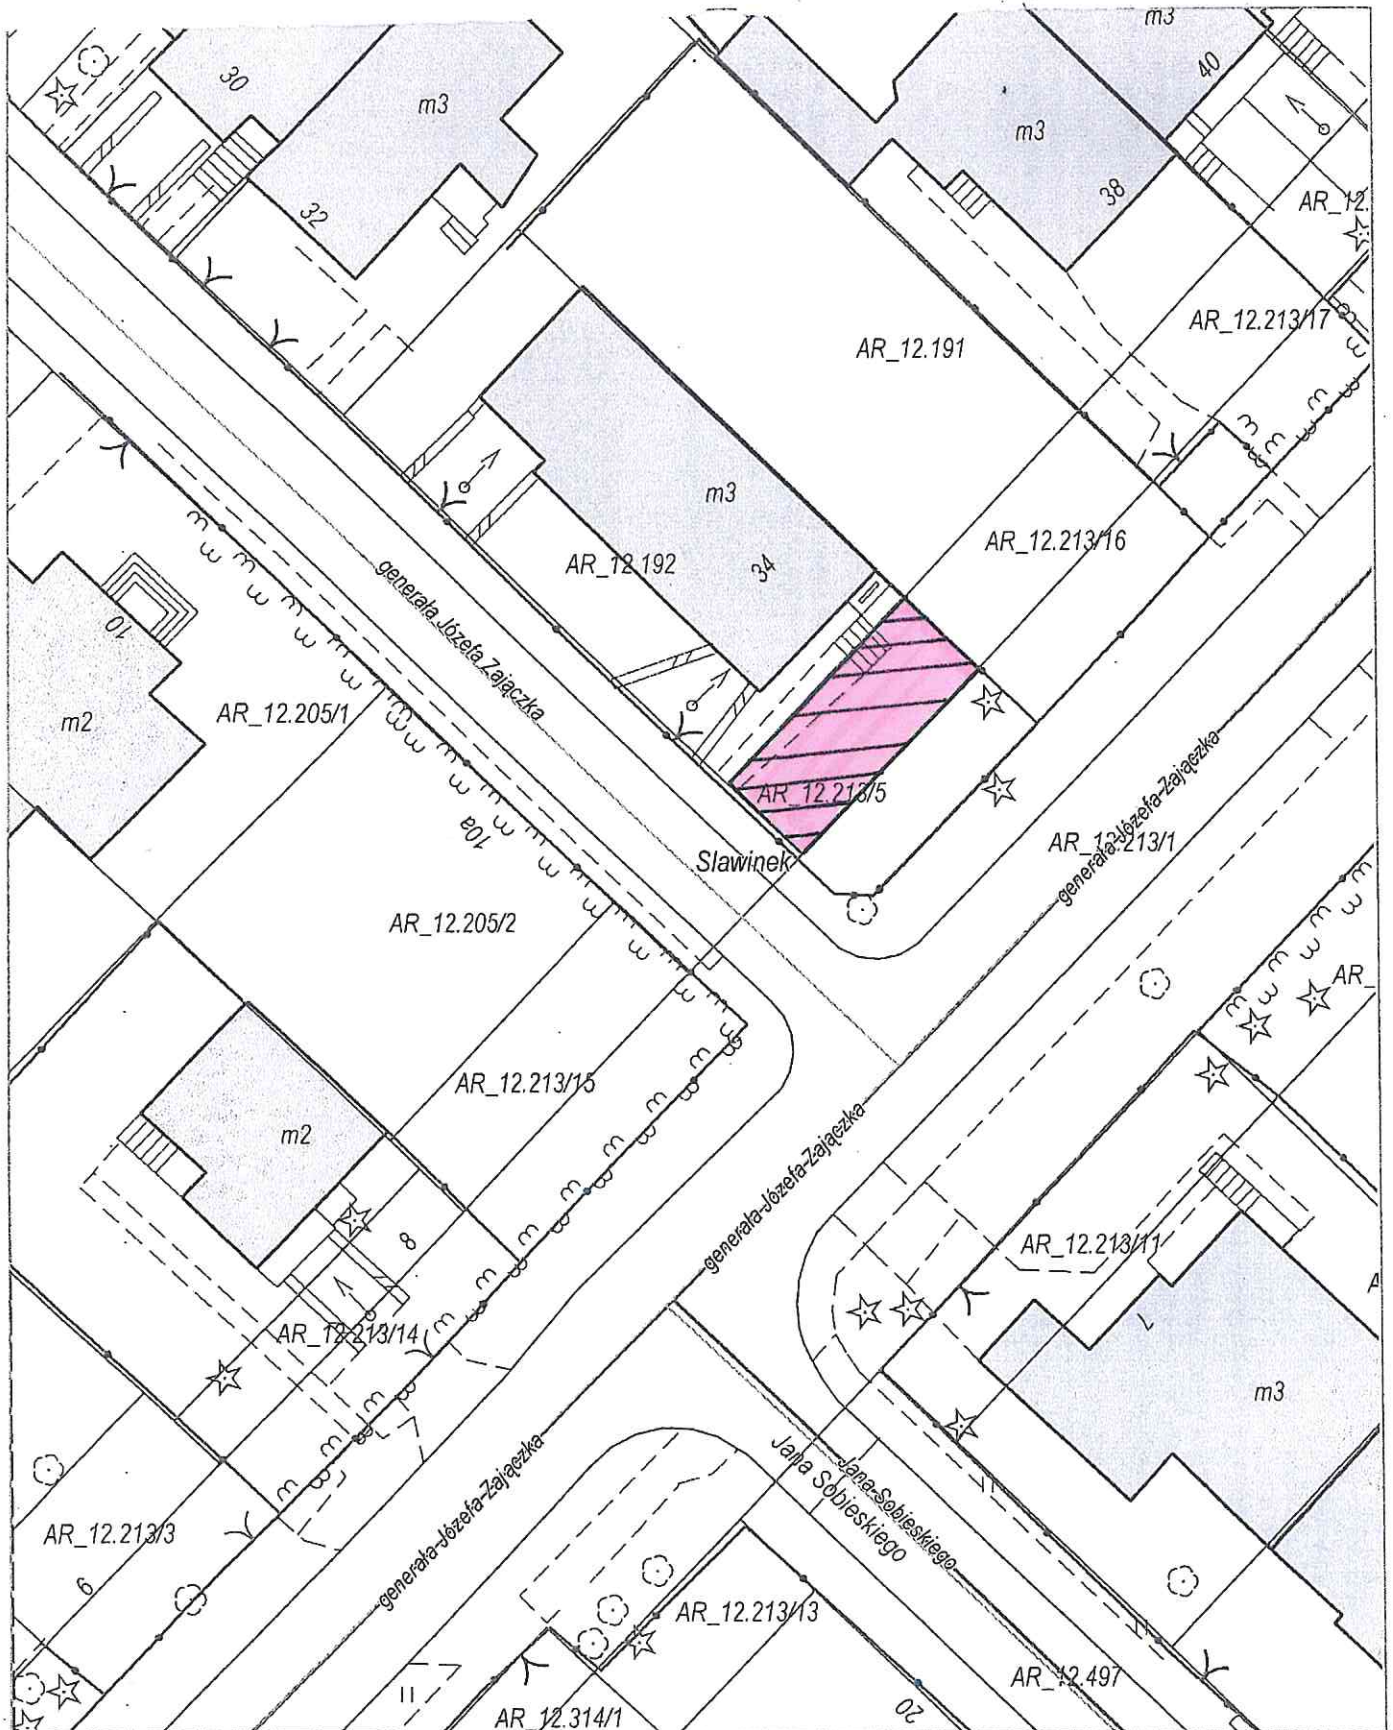 m3
30
m3
40
m3
38
32
AR_12.
AR_12.213/17
AR_12.191
m3
AR_12.213/16
AR_12.192
34
generała Józefa Zajączka
10
AR_12.205/1
m2
AR_12.213/5
generała Józefa Zajączka
10a
AR_12.213/1
Slawinek
AR_12.205/2
AR_
AR_12.213/15
m2
generała Józefa Zajączka
8
AR_12.213/11
A
7
AR_12.213/14
m3
generała Józefa Zajączka
Jana Sobieskiego
Jana Sobieskiego
AR_12.213/3
6
AR_12.213/13
AR_12.497
20
AR_12.314/1